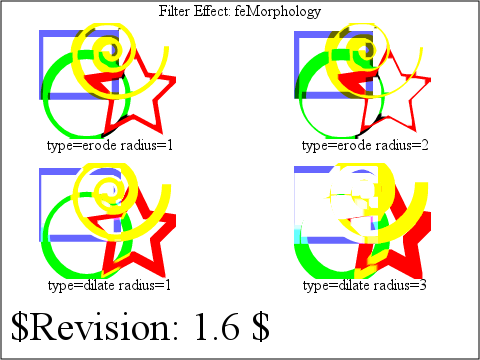 Filter Effect: feMorphology
type=erode radius=1
type=erode radius=2
type=dilate radius=1
type=dilate radius=3
$Revision: 1.6 $